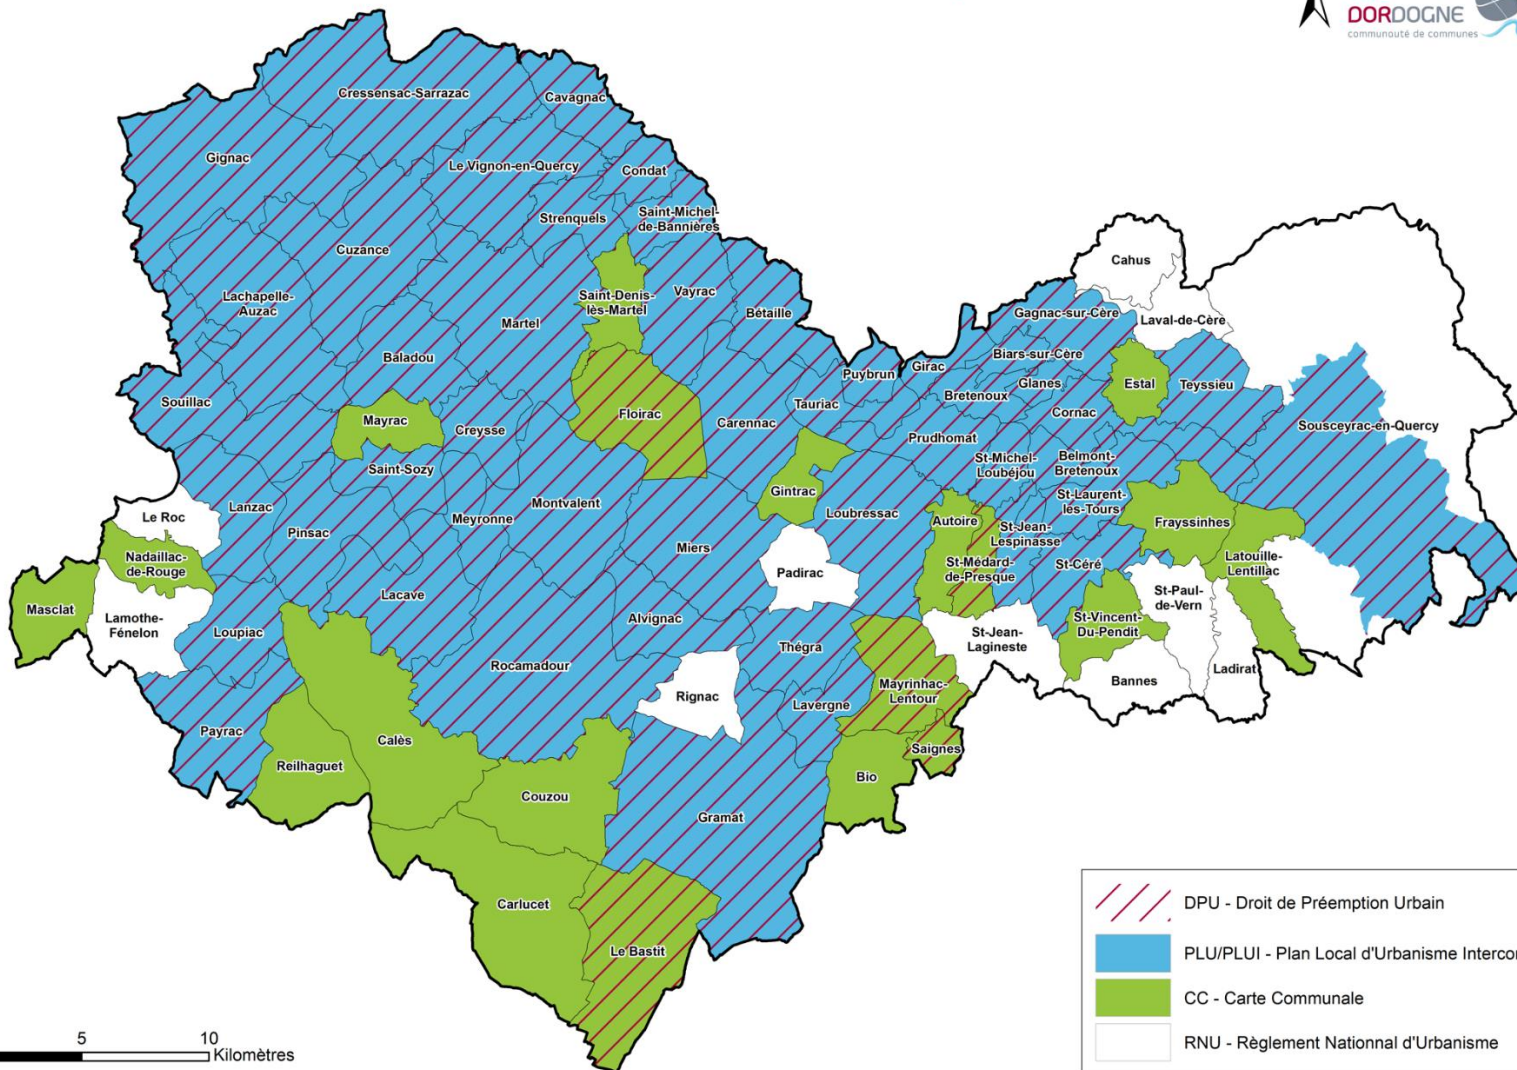 DORDOGNE
communauté de communes
Cressensac-Sarrazac
Cavagnac
Gignac
Le Vignon-en-Quercy
Condat
Strenquels
Saint-Michel-
de-Bannières
Cuzance
Cahus
Lachapelle-
Auzac
Saint-Denis-
lès-Martel
Vayrac
Bétaille
Gagnac-sur-Cère
Laval-de-Cère
Martel
Baladou
Biars-sur-Cère
Puybrun
Girac
Glanes
Estal
Teyssieu
Souillac
Bretenoux
Tauriac
Cornac
Mayrac
Floirac
Carennac
Creysse
Sousceyrac-en-Quercy
Prudhomat
Saint-Sozy
St-Michel-
Loubéjou
Belmont-
Bretenoux
Gintrac
Montvalent
Lanzac
Loubressac
St-Laurent-
lès-Tours
Le Roc
Meyronne
Autoire
Frayssinhes
Pinsac
St-Jean-
Lespinasse
Miers
Nadaillac-
de-Rouge
Latouille-
Lentillac
Padirac
St-Médard-
de-Presque
St-Céré
Masclat
Lacave
St-Paul-
de-Vern
Lamothe-
Fénelon
Alvignac
St-Vincent-
Du-Pendit
Loupiac
St-Jean-
Lagineste
Thégra
Rocamadour
Ladirat
Bannes
Mayrinhac-
Lentour
Rignac
Lavergne
Payrac
Calès
Saignes
Reilhaguet
Bio
Couzou
Gramat
Carlucet
Le Bastit
DPU - Droit de Préemption Urbain
PLU/PLUI - Plan Local d'Urbanisme Intercor
CC - Carte Communale
RNU - Règlement Nationnal d'Urbanisme
5 10
Kilomètres